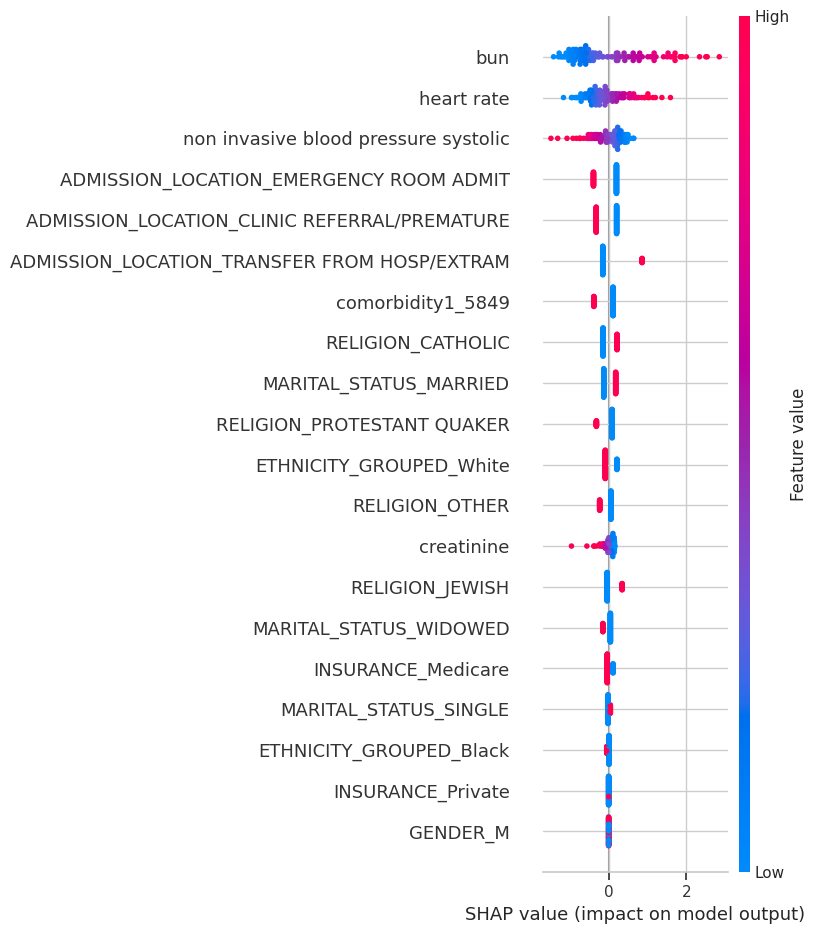 High
bun
heart rate
non invasive blood pressure systolic
ADMISSION_LOCATION_EMERGENCY ROOM ADMIT
ADMISSION_LOCATION_CLINIC REFERRAL/PREMATURE
ADMISSION_LOCATION_TRANSFER FROM HOSP/EXTRAM
comorbidity1_5849
RELIGION_CATHOLIC
MARITAL_STATUS_MARRIED
RELIGION_PROTESTANT QUAKER
ETHNICITY_GROUPED_White
RELIGION_OTHER
creatinine
RELIGION_JEWISH
MARITAL_STATUS_WIDOWED
INSURANCE_Medicare
MARITAL_STATUS_SINGLE
ETHNICITY_GROUPED_Black
INSURANCE_Private
GENDER_M
Feature value
Low
0 2
SHAP value (impact on model output)